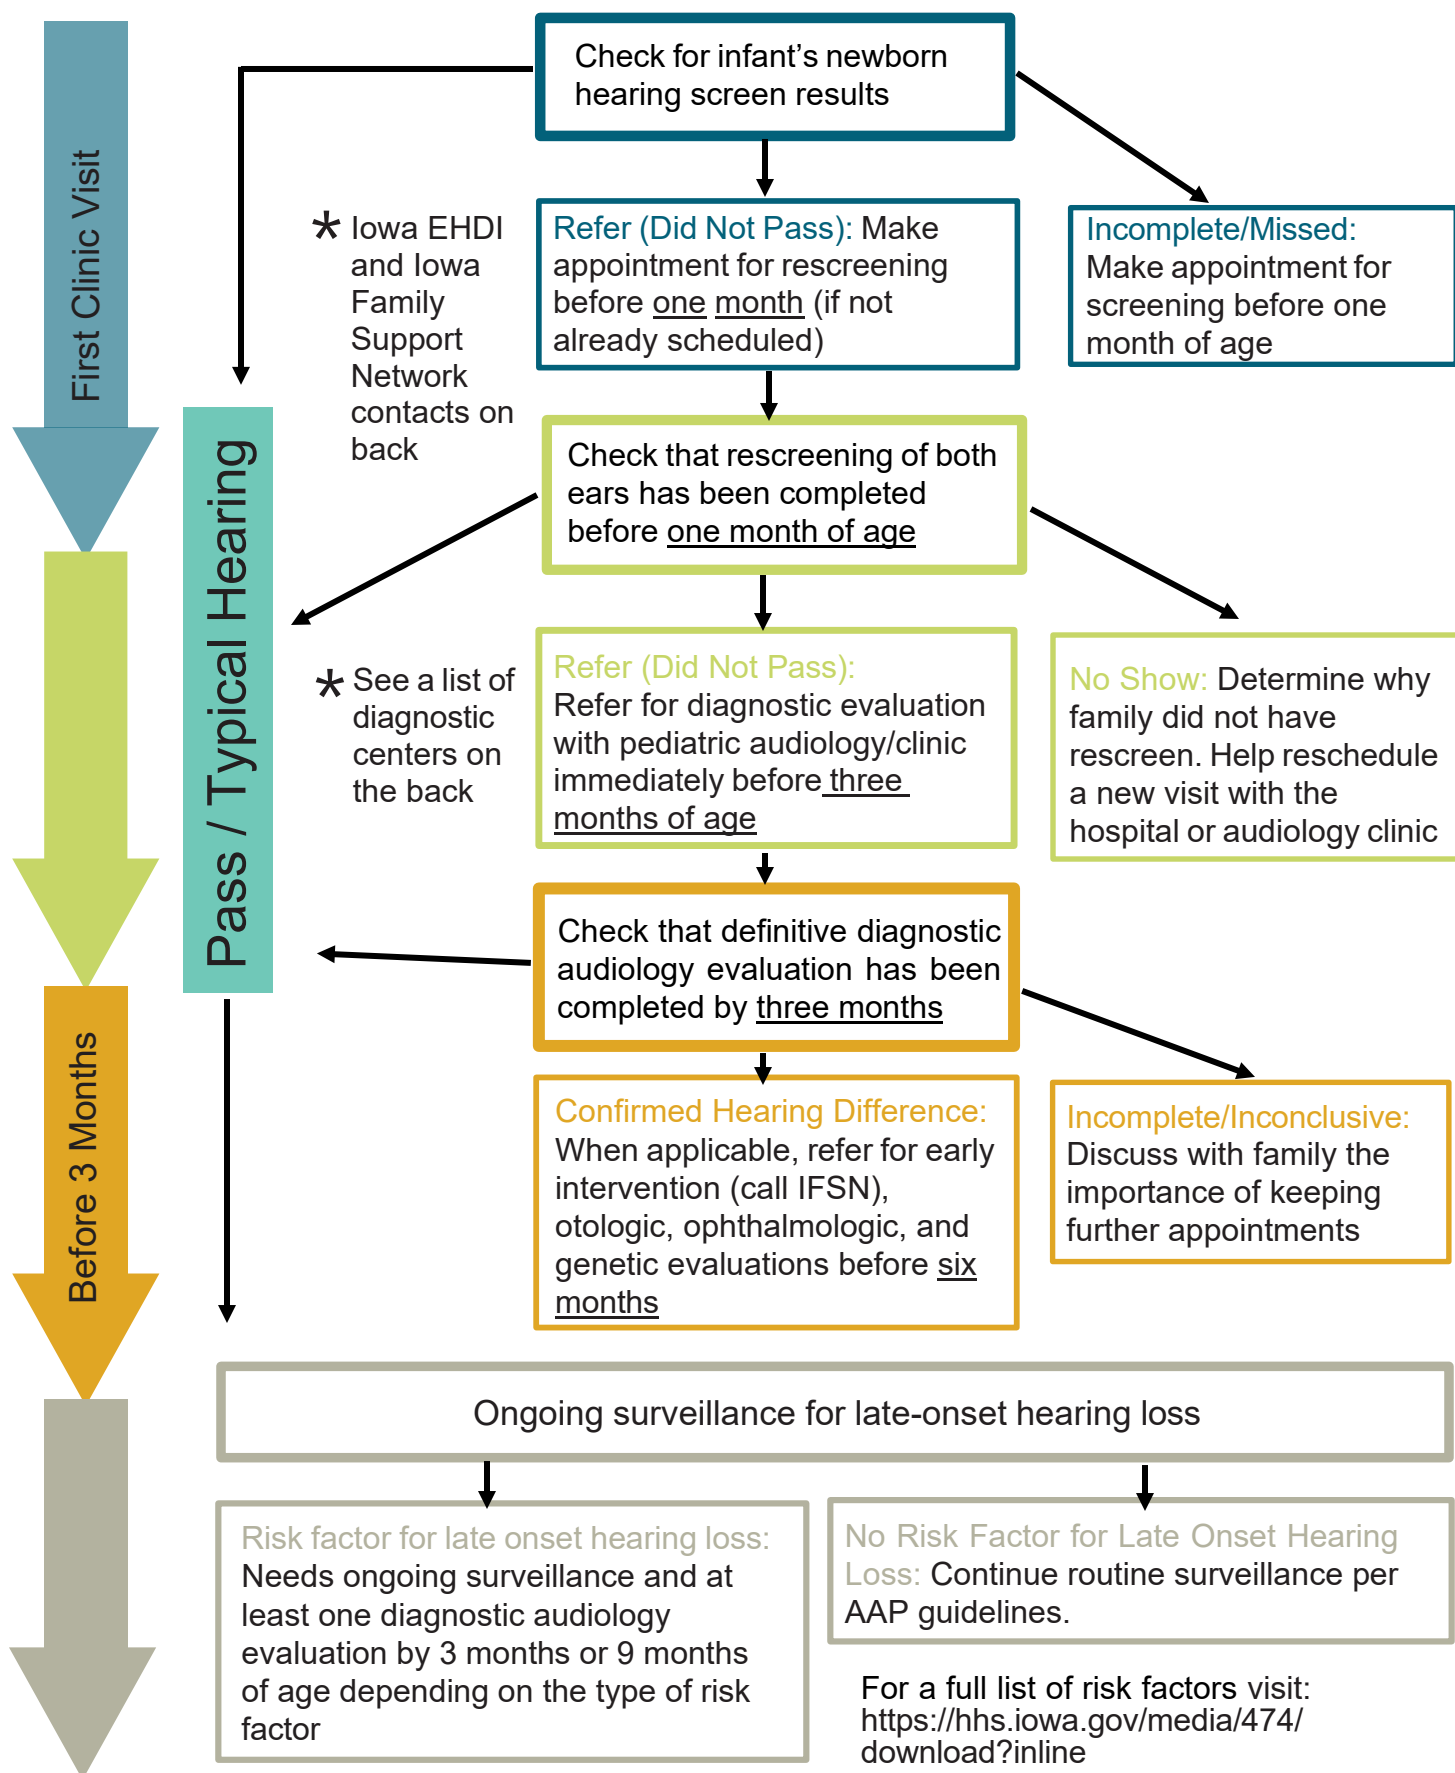 First Clinic Visit
Check for infant’s newborn
hearing screen results
* Iowa EHDI
and Iowa
Family
Support
Network
contacts on
back
Refer (Did Not Pass): Make
appointment for rescreening
before one month (if not
already scheduled)
Incomplete/Missed:
Make appointment for
screening before one
month of age
Pass / Typical Hearing
Check that rescreening of both
ears has been completed
before one month of age
* See a list of
diagnostic
centers on
the back
Refer (Did Not Pass):
Refer for diagnostic evaluation
with pediatric audiology/clinic
immediately before three
months of age
No Show: Determine why
family did not have
rescreen. Help reschedule
a new visit with the
hospital or audiology clinic
Before 3 Months
Check that definitive diagnostic
audiology evaluation has been
completed by three months
Confirmed Hearing Difference:
When applicable, refer for early
intervention (call IFSN),
otologic, ophthalmologic, and
genetic evaluations before six
months
Incomplete/Inconclusive:
Discuss with family the
importance of keeping
further appointments
Ongoing surveillance for late-onset hearing loss
Risk factor for late onset hearing loss:
Needs ongoing surveillance and at
least one diagnostic audiology
evaluation by 3 months or 9 months
of age depending on the type of risk
factor
No Risk Factor for Late Onset Hearing
Loss: Continue routine surveillance per
AAP guidelines.
For a full list of risk factors visit:
https://hhs.iowa.gov/media/474/
download?inline